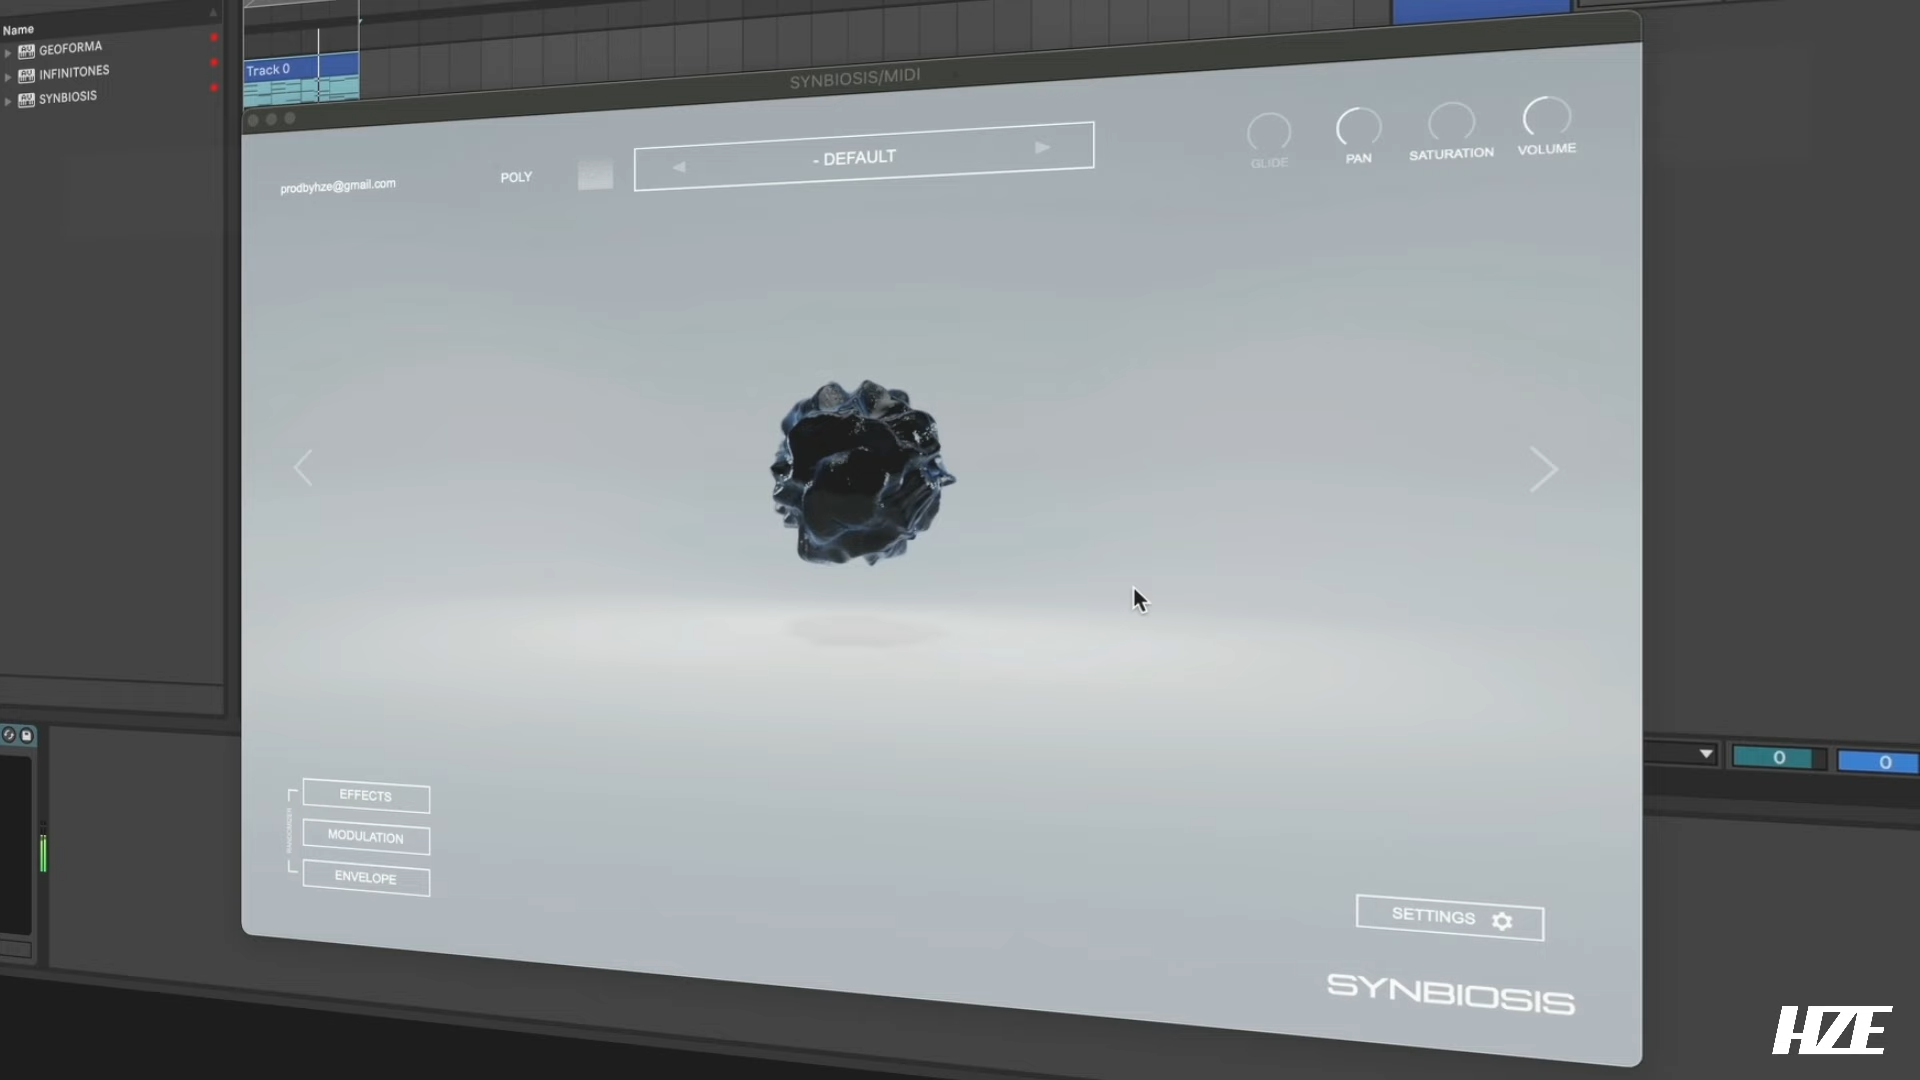 Name
GEOFORMA
INFINITONES
SYNBIOSIS
Track 0
SYNBIOSIS/MIDI
prodbyhze@gmail.com
POLY
- DEFAULT
GLIDE
PAN
SATURATION
VOLUME
RANDOMIZER
EFFECTS
MODULATION
ENVELOPE
0
0
SETTINGS
SYNBIOSIS
HZE